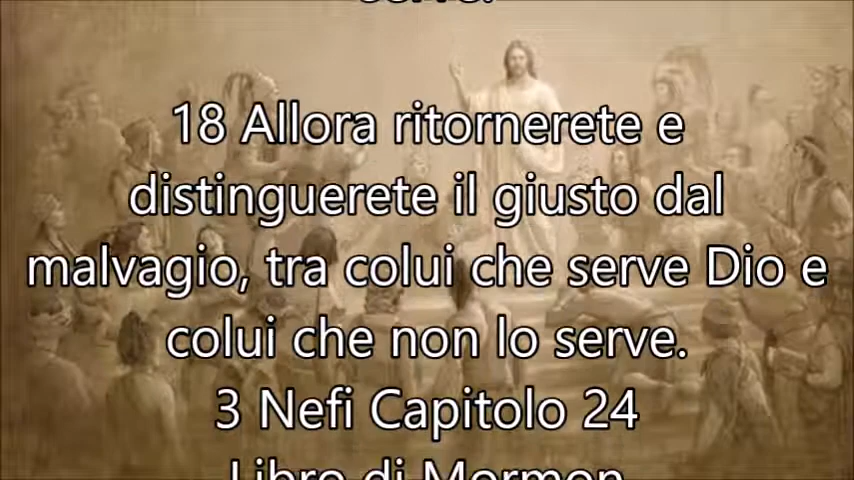 18 Allora ritornerete e
distinguerete il giusto dal
malvagio, tra colui che serve Dio e
colui che non lo serve.
3 Nefi Capitolo 24
Libro di Mormon